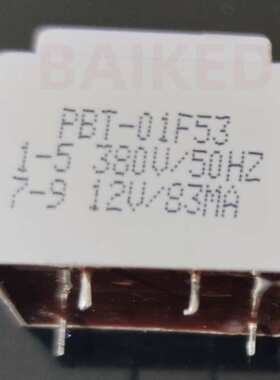 BAIKED
PBT-01F53
1-5 380V/50HZ
7-9 12V/83MA